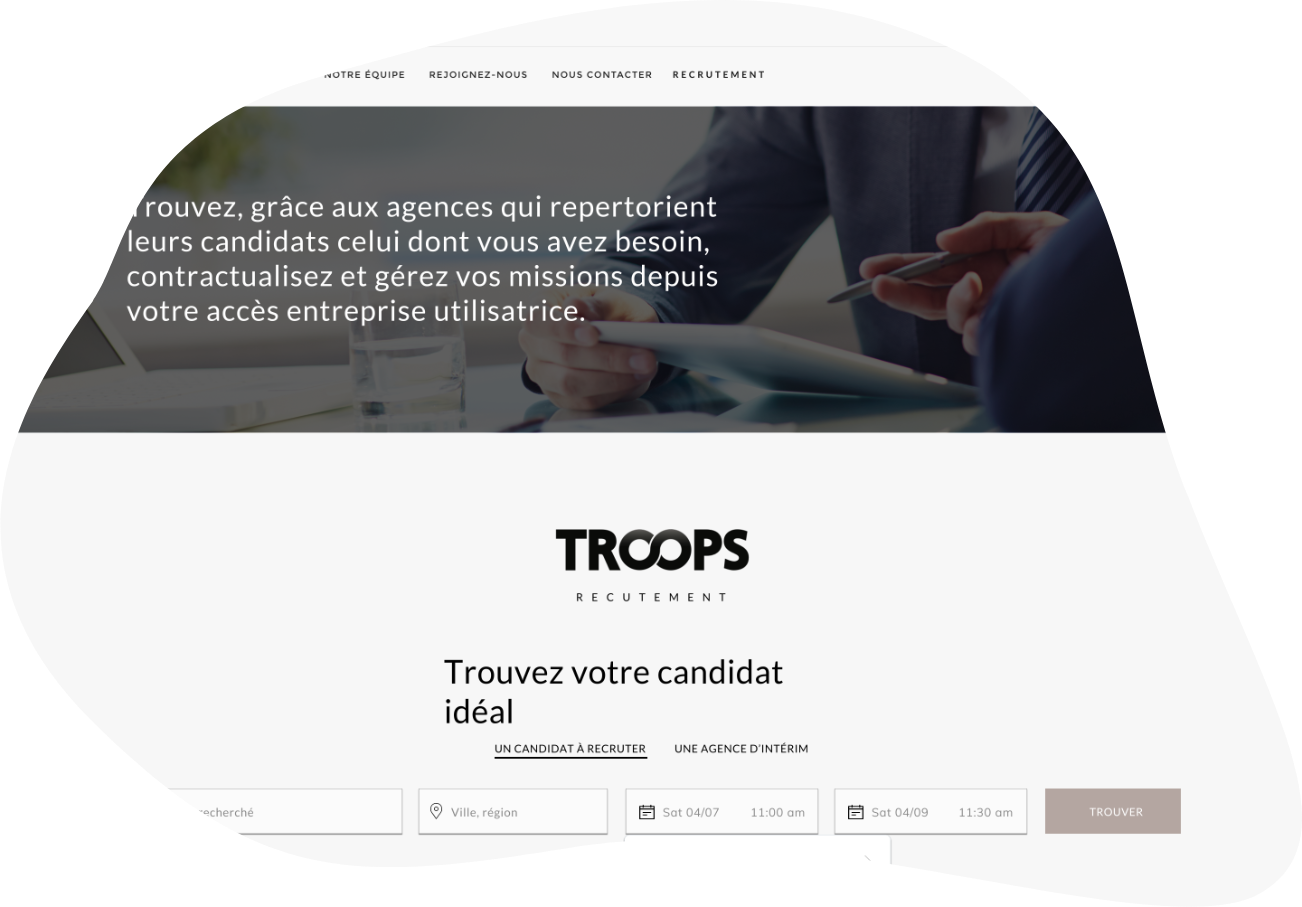 NOTRE ÉQUIPE REJOIGNEZ-NOUS NOUS CONTACTER RECRUTEMENT
Trouvez, grâce aux agences qui repertorient
leurs candidats celui dont vous avez besoin,
contractualisez et gérez vos missions depuis
votre accès entreprise utilisatrice.
TROOPS
RECUTEMENT
Trouvez votre candidat
idéal
UN CANDIDAT À RECRUTER UNE AGENCE D'INTÉRIM
recherché Ville, région Sat 04/07 11:00 am Sat 04/09 11:30 am TROUVER